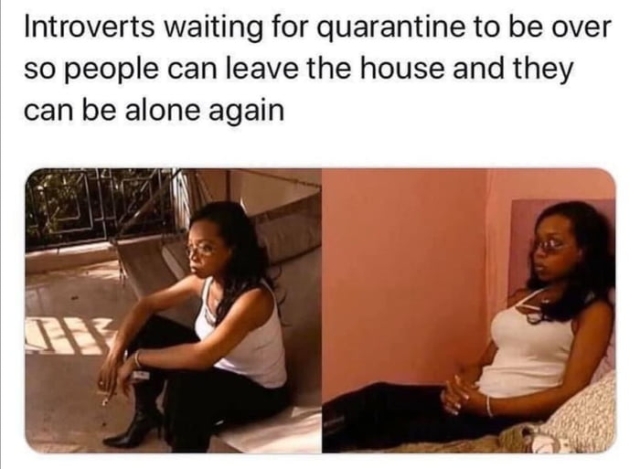 Introverts waiting for quarantine to be over
so people can leave the house and they
can be alone again